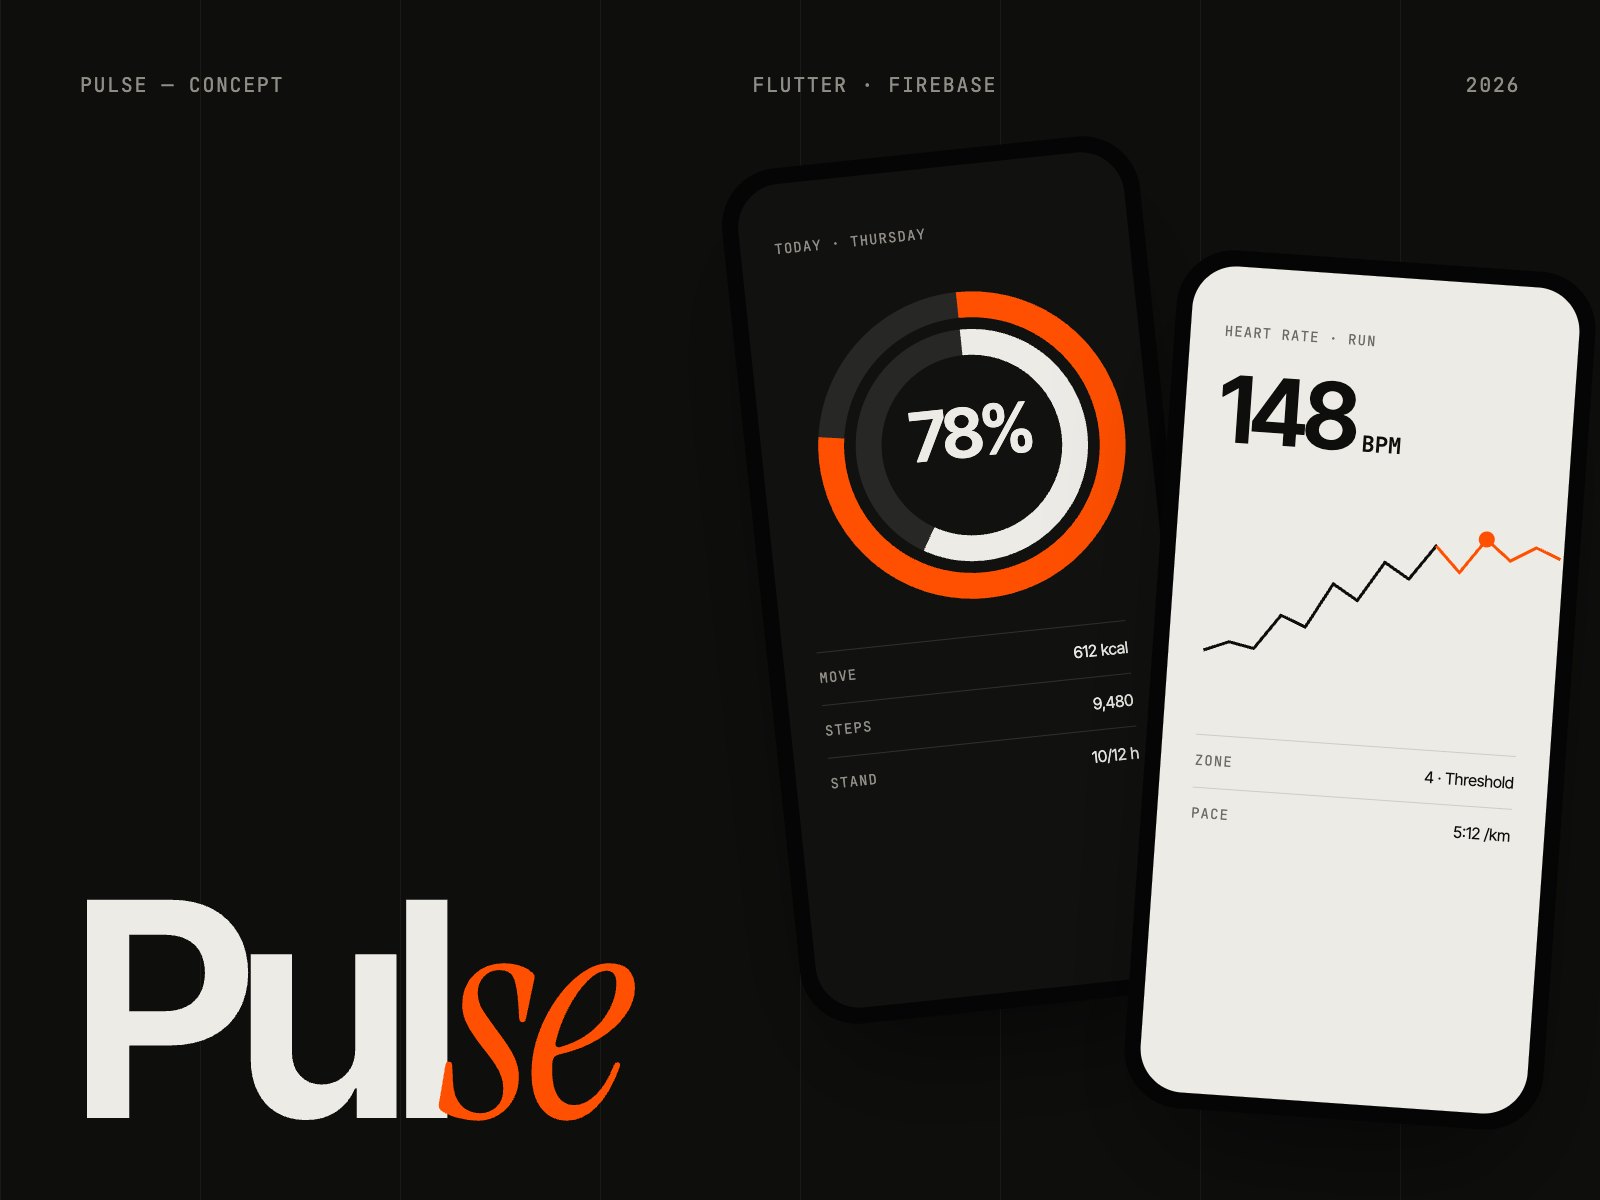 PULSE — CONCEPT
FLUTTER · FIREBASE
2026
TODAY · THURSDAY
78%
MOVE 612 kcal
STEPS 9,480
STAND 10/12 h
HEART RATE · RUN
148 BPM
ZONE 4 · Threshold
PACE 5:12 /km
Pulse